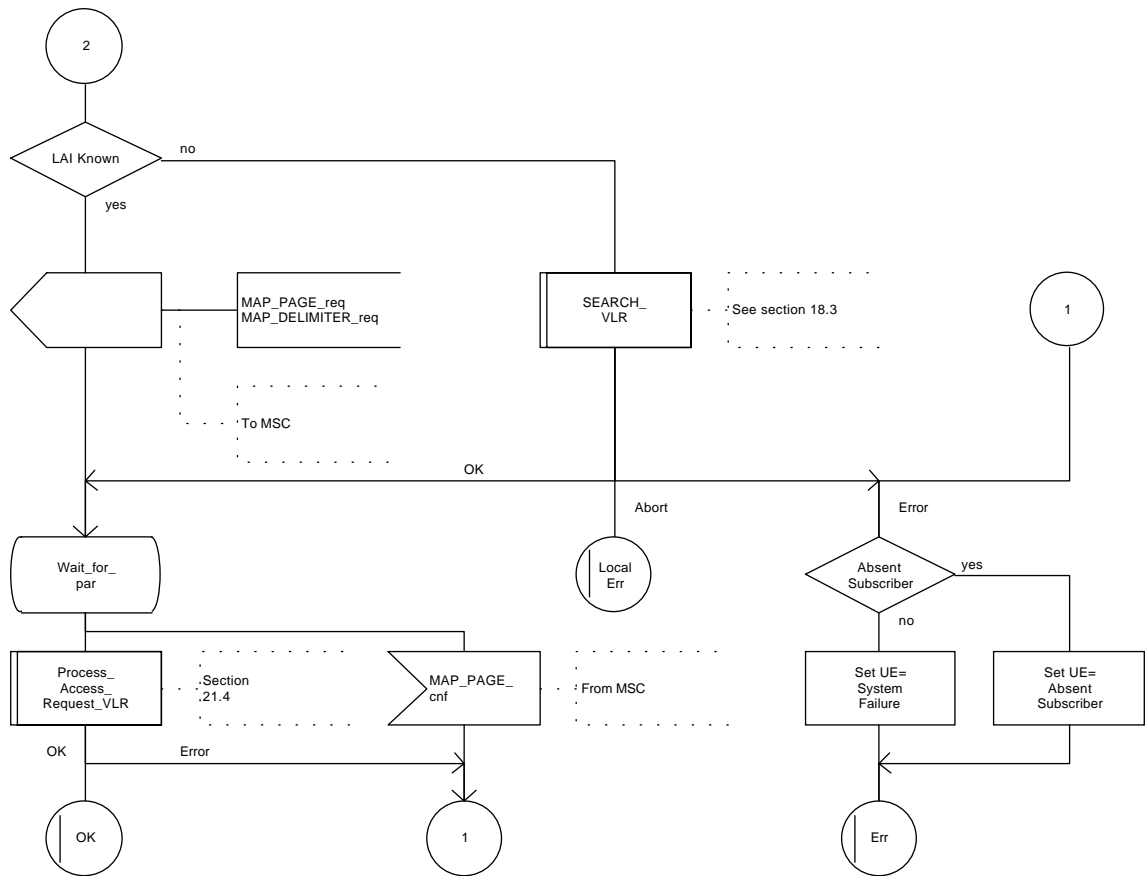 2
LAI Known
no
yes
MAP_PAGE_req
MAP_DELIMITER_req
SEARCH_
VLR
See section 18.3
1
To MSC
OK
Abort
Error
Wait_for_
par
Local
Err
Absent
Subscriber
yes
no
Process_
Access_
Request_VLR
Section
21.4
MAP_PAGE_
cnf
From MSC
Set UE=
System
Failure
Set UE=
Absent
Subscriber
OK
Error
OK
1
Err